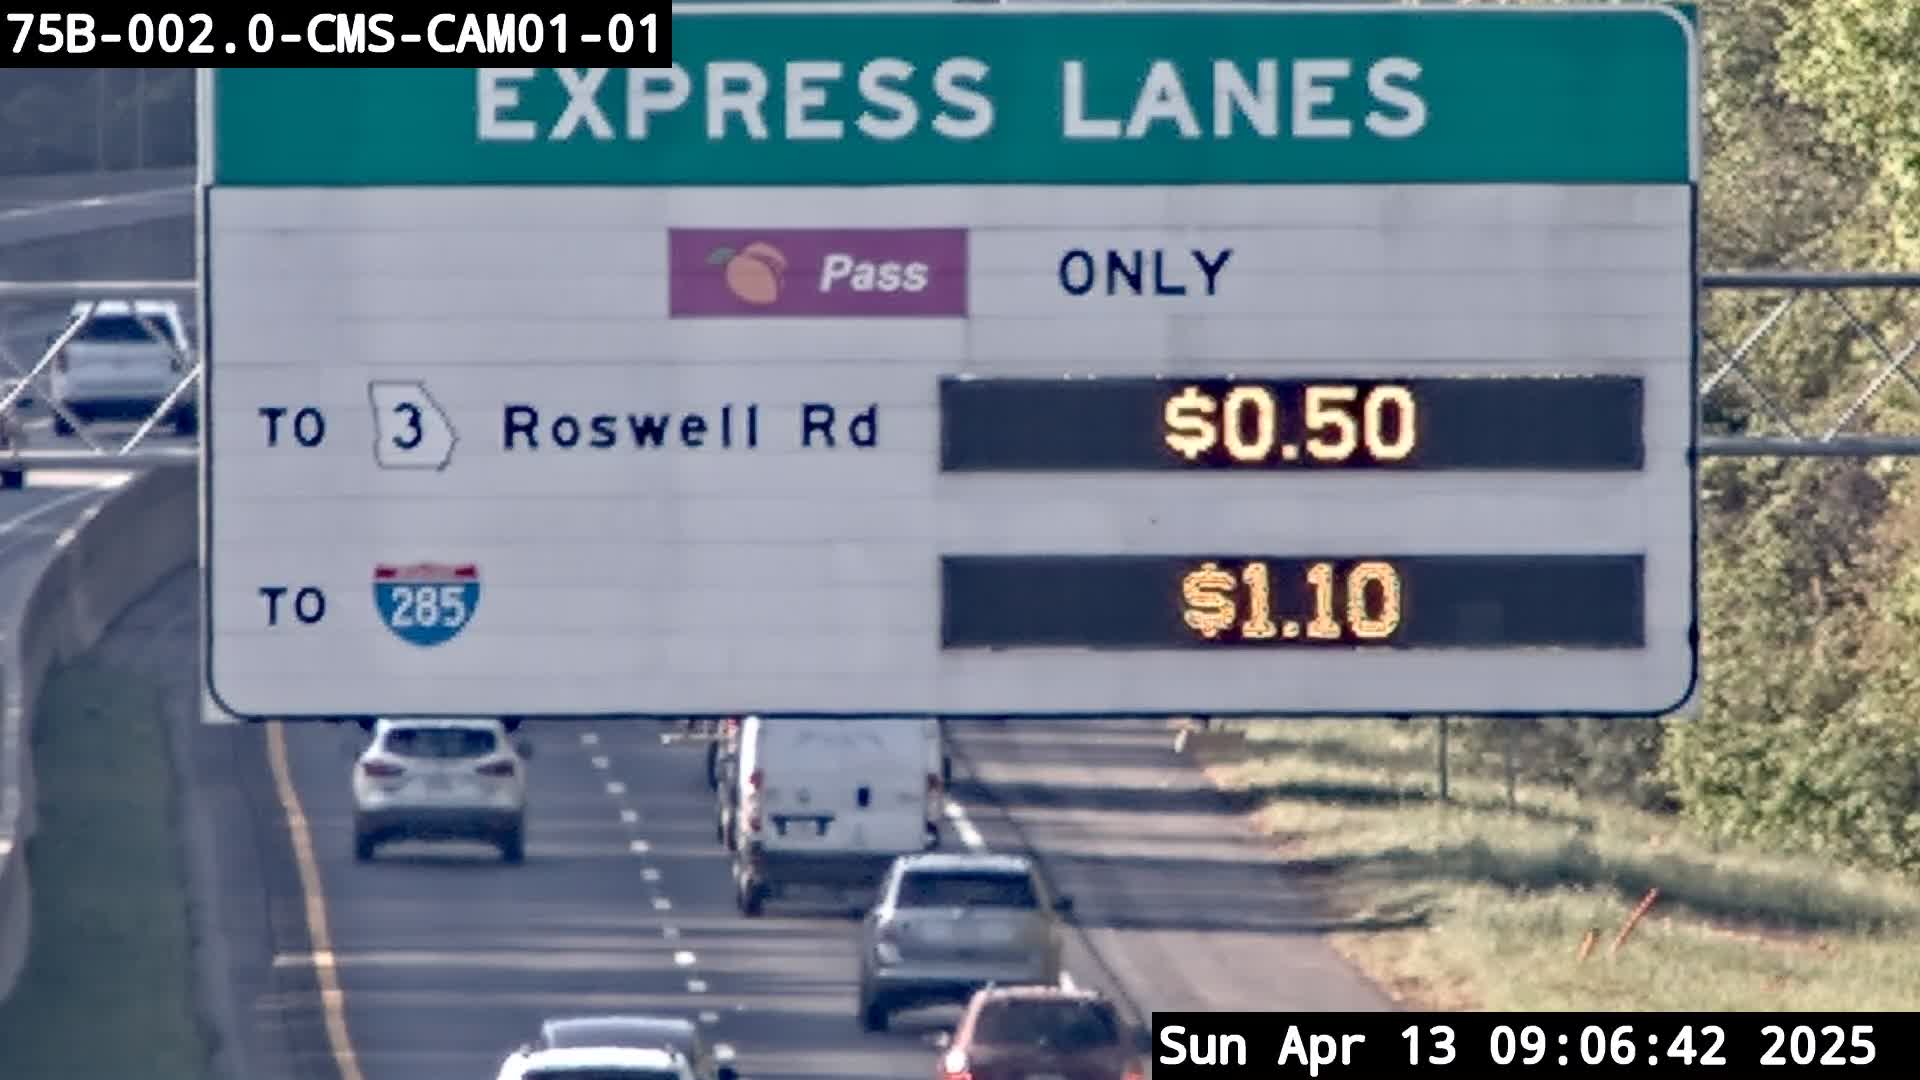 75B-002.0-CMS-CAM01-01
EXPRESS LANES
Pass ONLY
TO 3 Roswell Rd $0.50
TO 285 $1.10
Sun Apr 13 09:06:42 2025